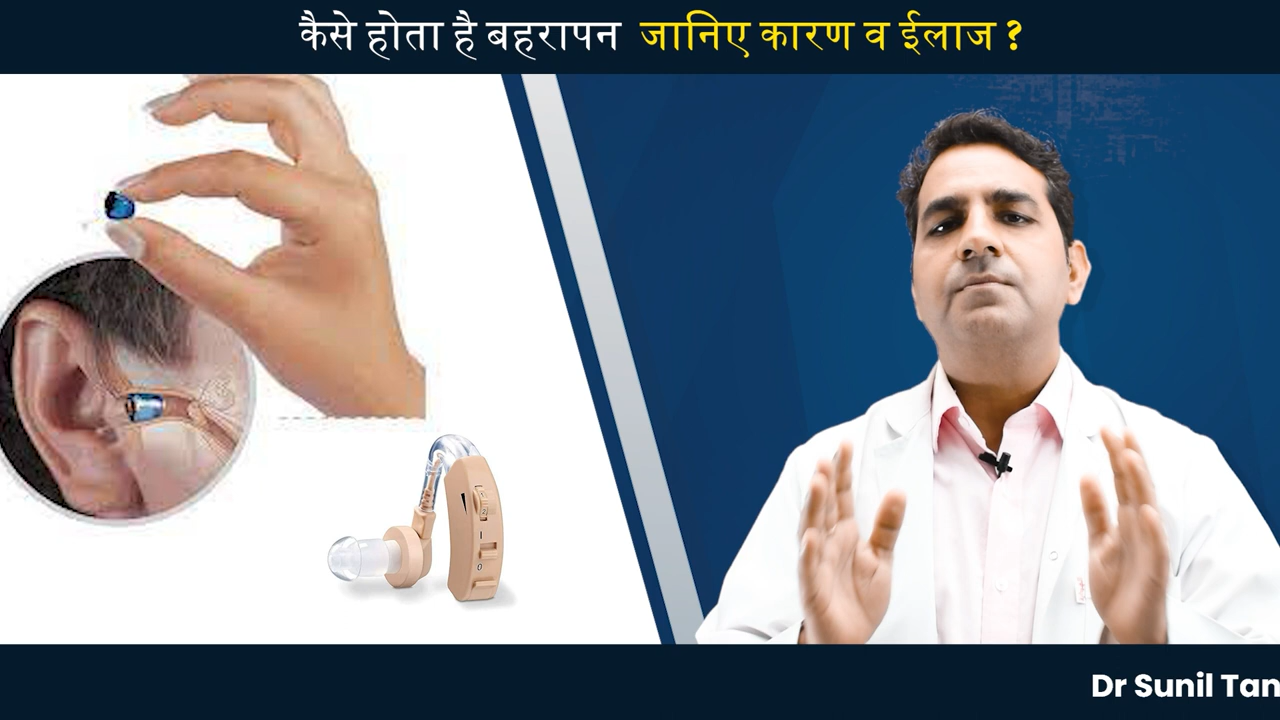 कैसे होता है बहरापन जानिए कारण व ईलाज ?
I
O
Dr Sunil Tan